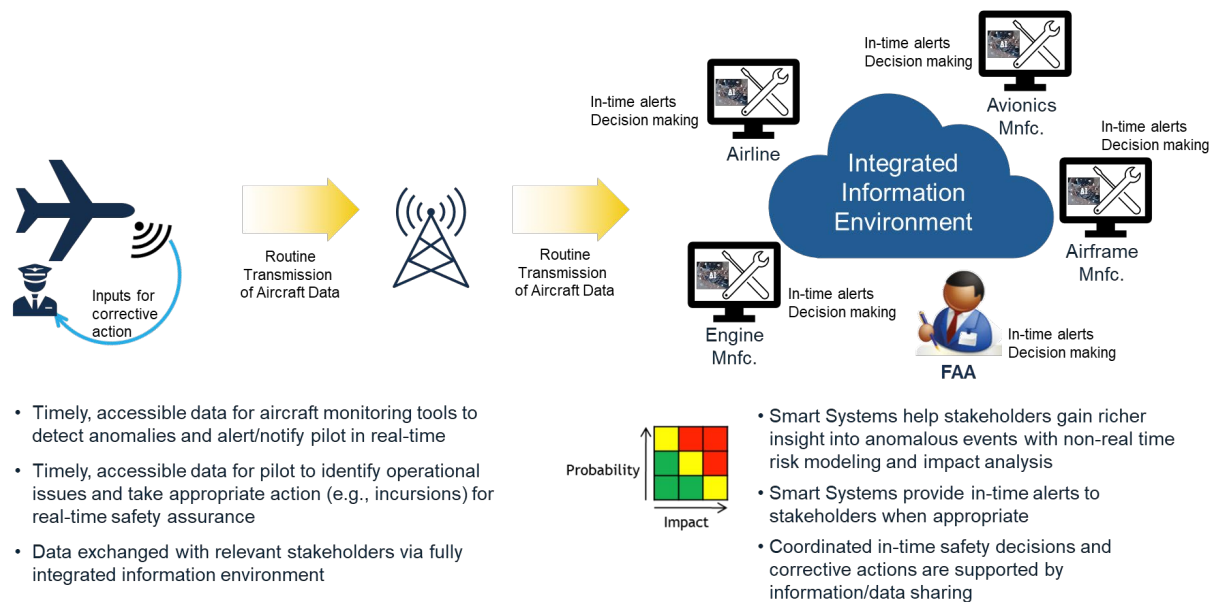 In-time alerts
Decision making
Avionics
Mnfc.
In-time alerts
Decision making
Airline
In-time alerts
Decision making
Airframe
Mnfc.
Integrated
Information
Environment
Inputs for
corrective
action
Routine
Transmission
of Aircraft Data
Routine
Transmission
of Aircraft Data
In-time alerts
Decision making
Engine
Mnfc.
In-time alerts
Decision making
FAA
• Timely, accessible data for aircraft monitoring tools to
detect anomalies and alert/notify pilot in real-time
• Timely, accessible data for pilot to identify operational
issues and take appropriate action (e.g., incursions) for
real-time safety assurance
• Data exchanged with relevant stakeholders via fully
integrated information environment
Probability
Impact
• Smart Systems help stakeholders gain richer
insight into anomalous events with non-real time
risk modeling and impact analysis
• Smart Systems provide in-time alerts to
stakeholders when appropriate
• Coordinated in-time safety decisions and
corrective actions are supported by
information/data sharing
AI
AI
AI
AI